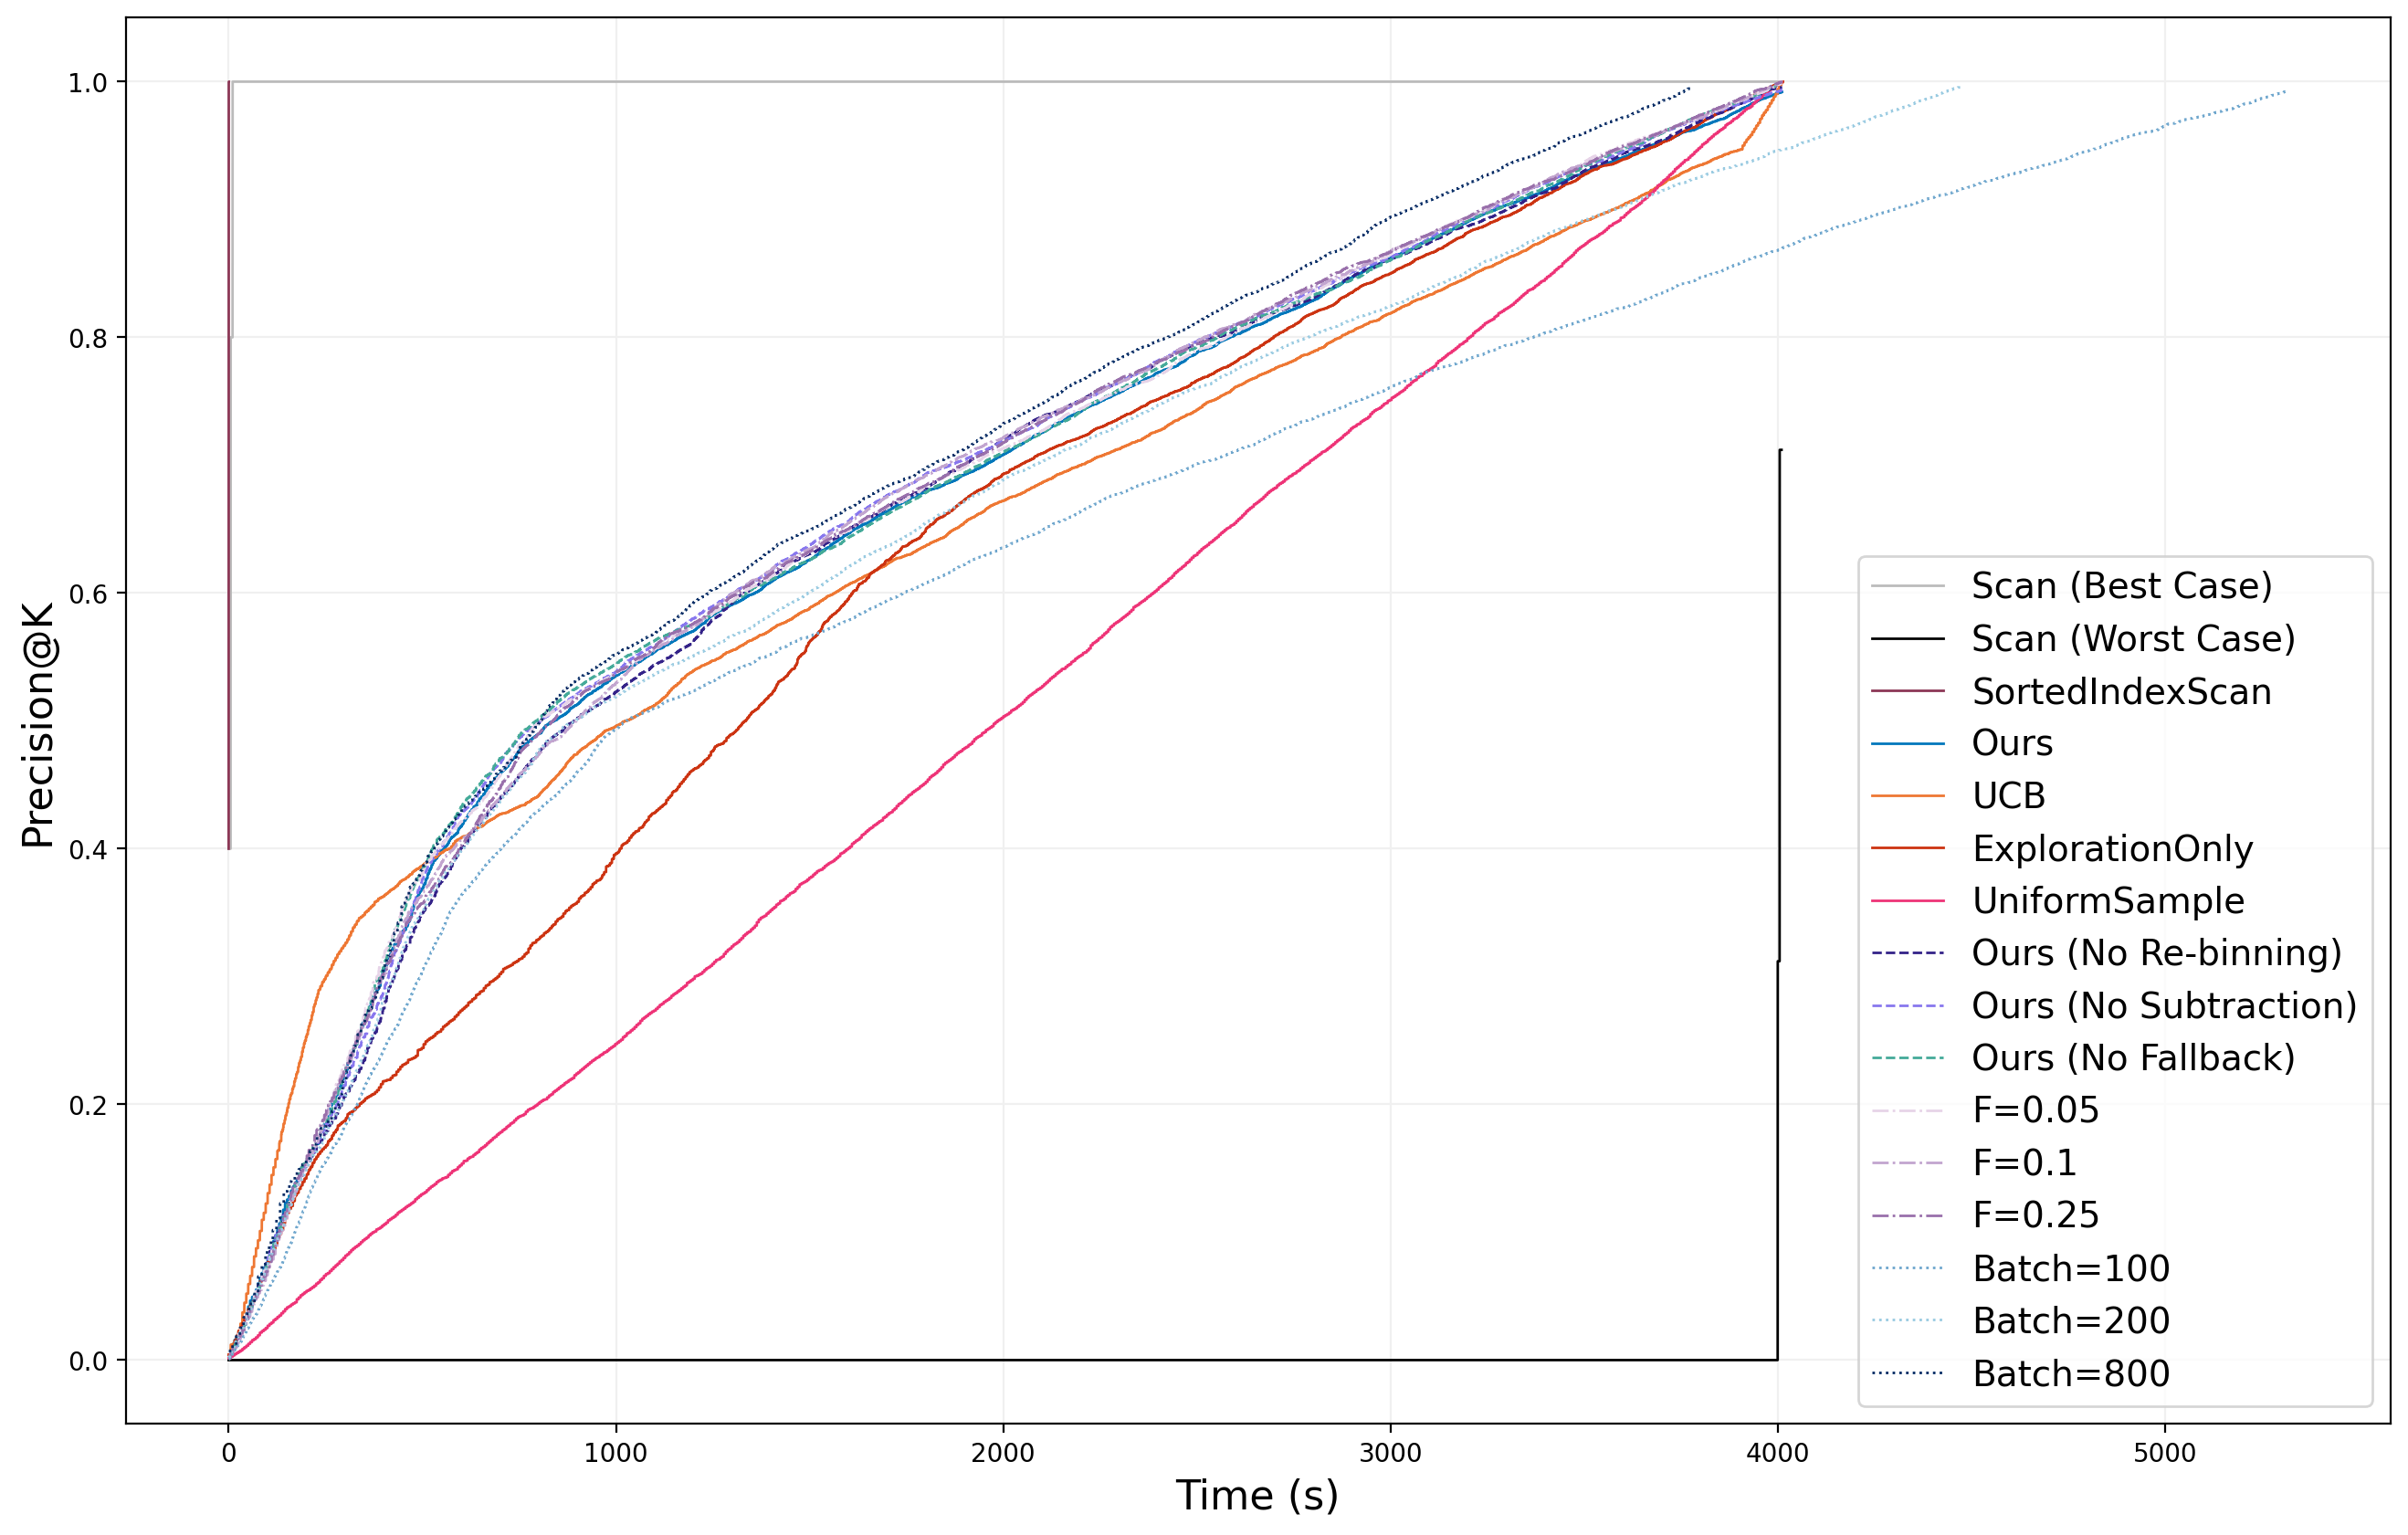 1.0
0.8
0.6
0.4
0.2
0.0
Precision@K
0
1000
2000
3000
4000
5000
Time (s)
Scan (Best Case)
Scan (Worst Case)
SortedIndexScan
Ours
UCB
ExplorationOnly
UniformSample
Ours (No Re-binning)
Ours (No Subtraction)
Ours (No Fallback)
F=0.05
F=0.1
F=0.25
Batch=100
Batch=200
Batch=800